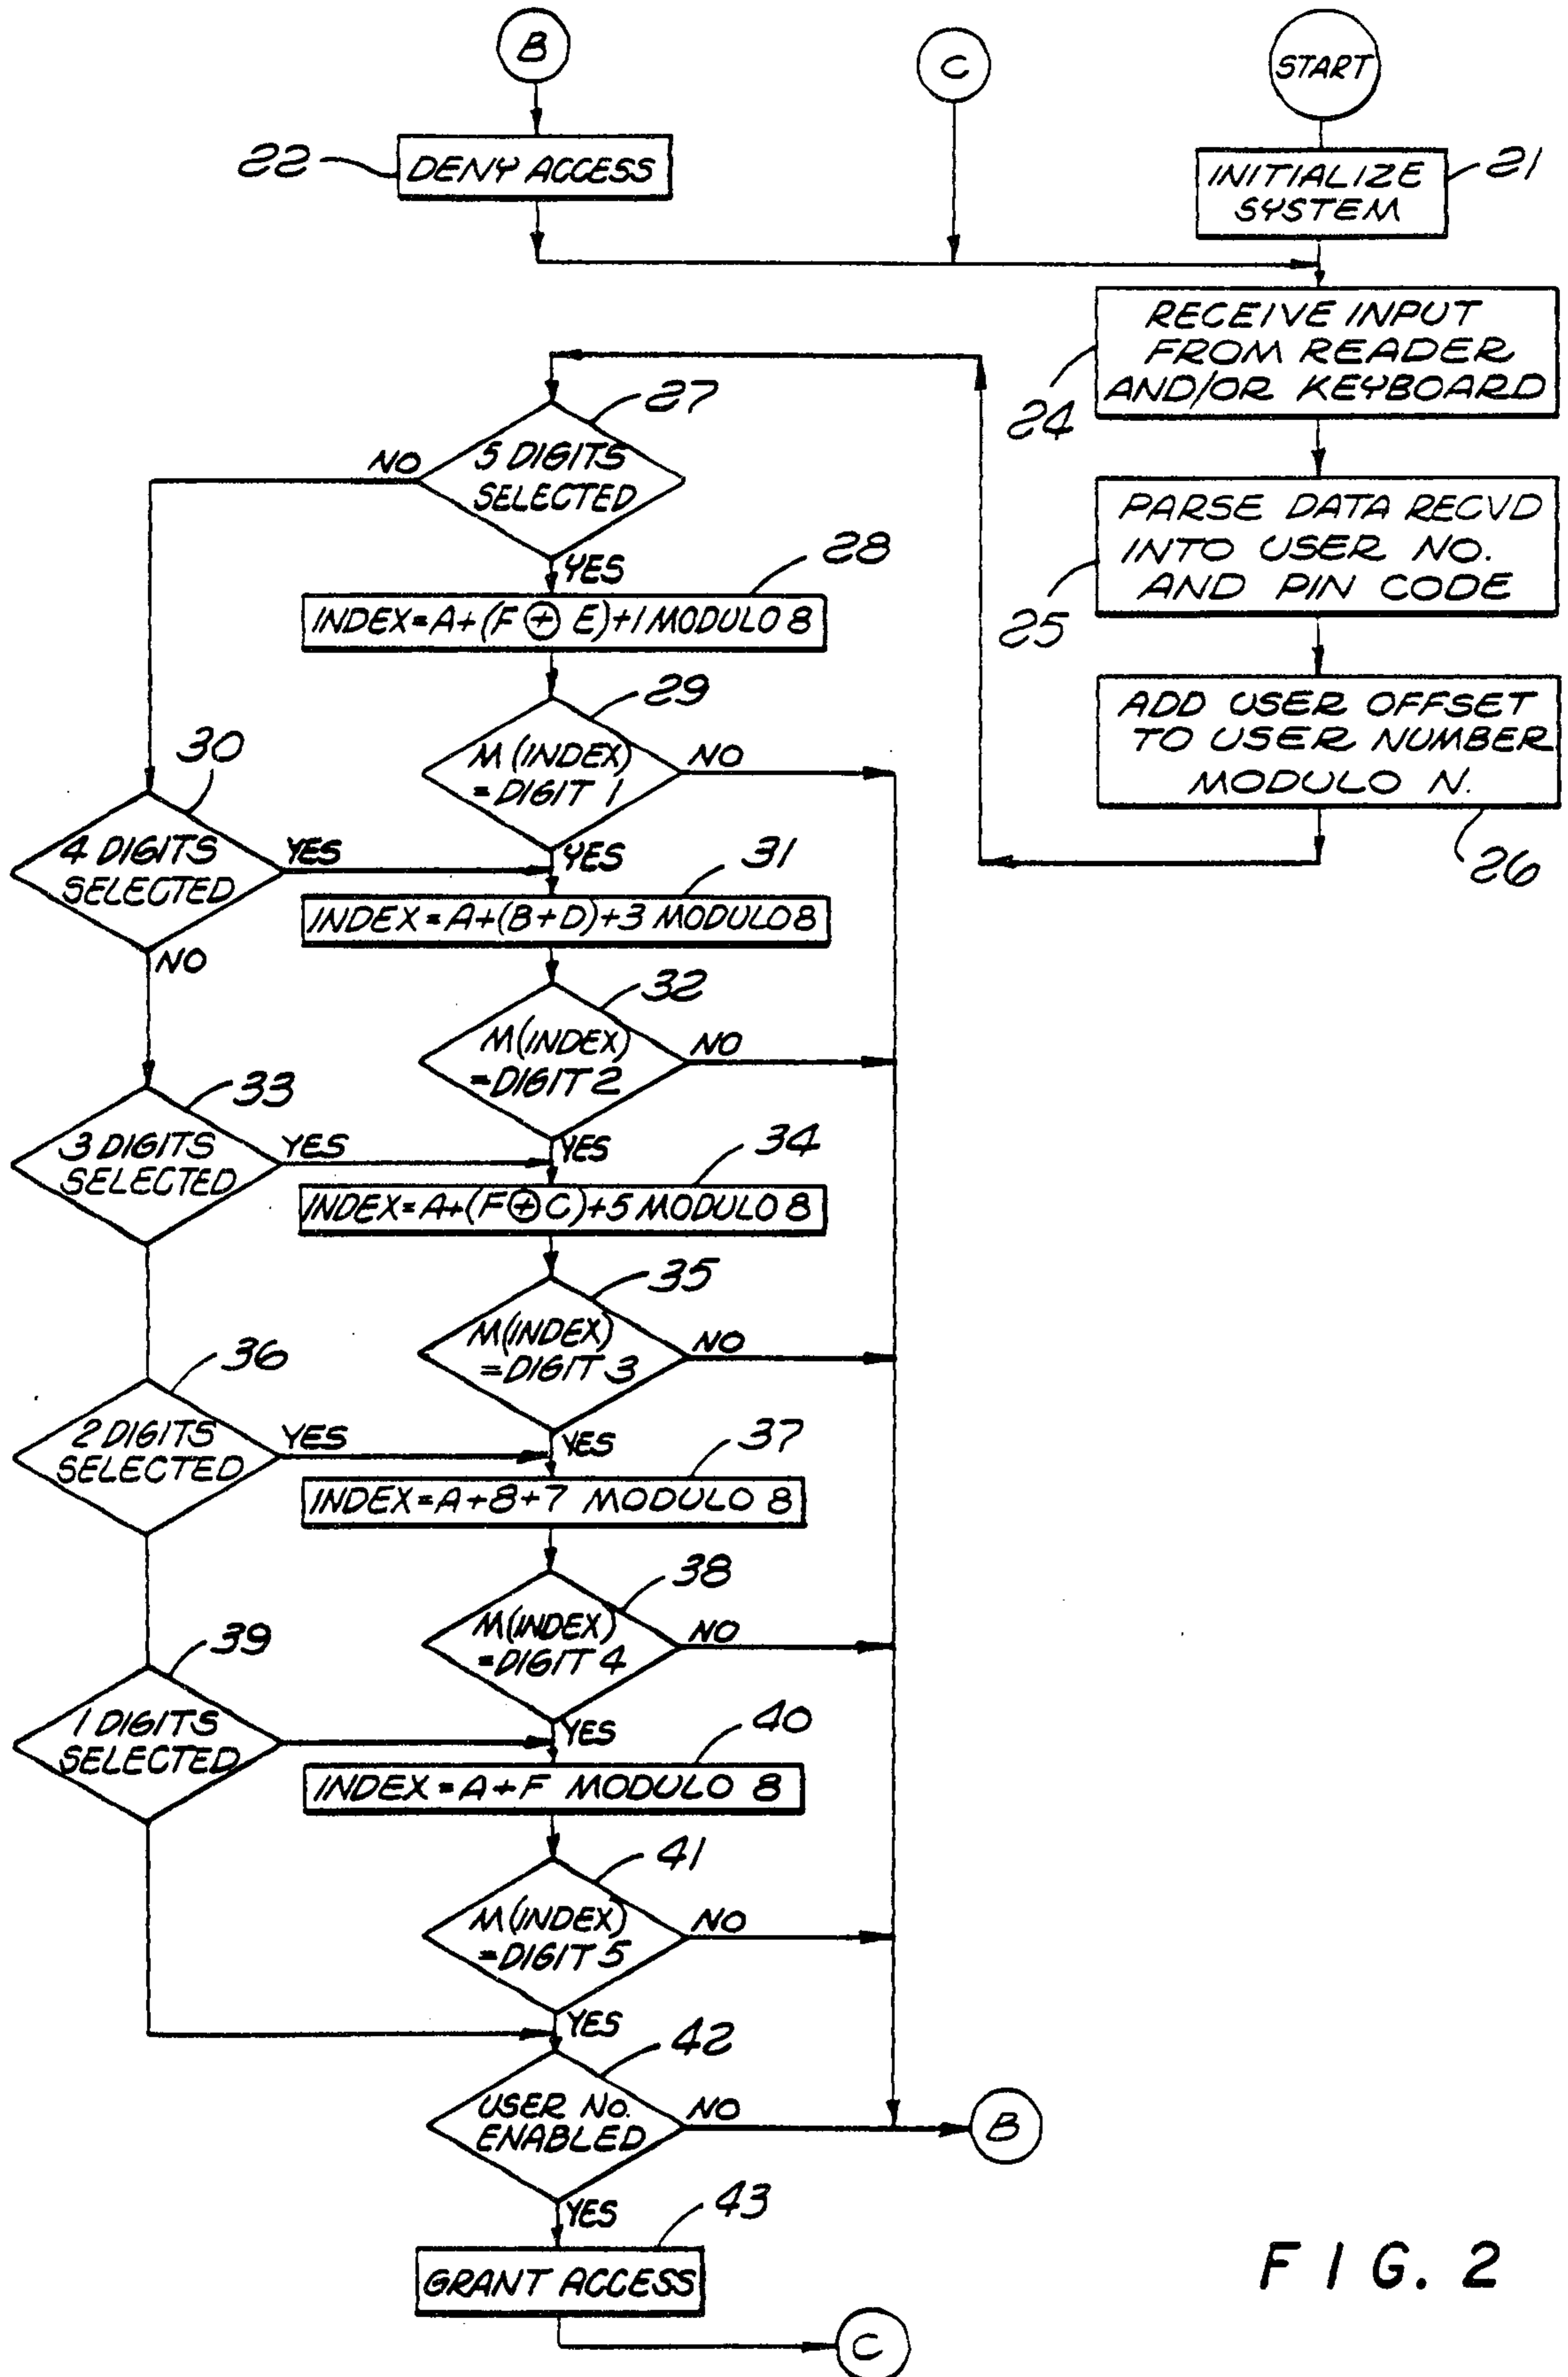 B
C
START
22
DENY ACCESS
INITIALIZE
SYSTEM
21
RECEIVE INPUT
FROM READER
AND/OR KEYBOARD
24
27
5 DIGITS
SELECTED
NO
YES
PARSE DATA RECVD
INTO USER NO.
AND PIN CODE
25
28
INDEX=A+(F⊕E)+1 MODULO 8
ADD USER OFFSET
TO USER NUMBER
MODULO N.
26
29
M(INDEX)
=DIGIT 1
NO
YES
30
4 DIGITS
SELECTED
YES
NO
31
INDEX=A+(B+D)+3 MODULO 8
32
M(INDEX)
=DIGIT 2
NO
YES
33
3 DIGITS
SELECTED
YES
34
INDEX=A+(F⊕C)+5 MODULO 8
35
M(INDEX)
=DIGIT 3
NO
YES
36
2 DIGITS
SELECTED
YES
37
INDEX=A+8+7 MODULO 8
38
M(INDEX)
=DIGIT 4
NO
YES
39
1 DIGITS
SELECTED
40
INDEX=A+F MODULO 8
41
M(INDEX)
=DIGIT 5
NO
YES
42
USER NO.
ENABLED
NO
B
YES
43
GRANT ACCESS
C
FIG. 2